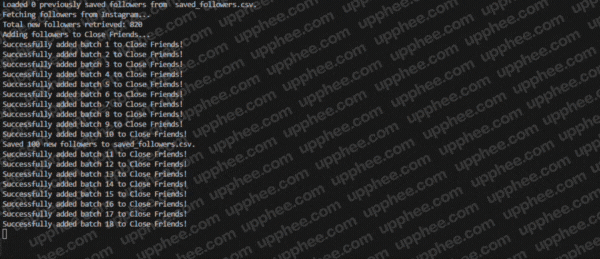 Loaded 0 previously saved followers from  saved_followers.csv.
Fetching followers from Instagram...
Total new followers retrieved: 820
Adding followers to Close Friends...
Successfully added batch 1 to Close Friends!
Successfully added batch 2 to Close Friends!
Successfully added batch 3 to Close Friends!
Successfully added batch 4 to Close Friends!
Successfully added batch 5 to Close Friends!
Successfully added batch 6 to Close Friends!
Successfully added batch 7 to Close Friends!
Successfully added batch 8 to Close Friends!
Successfully added batch 9 to Close Friends!
Successfully added batch 10 to Close Friends!
Saved 100 new followers to saved_followers.csv.
Successfully added batch 11 to Close Friends!
Successfully added batch 12 to Close Friends!
Successfully added batch 13 to Close Friends!
Successfully added batch 14 to Close Friends!
Successfully added batch 15 to Close Friends!
Successfully added batch 16 to Close Friends!
Successfully added batch 17 to Close Friends!
Successfully added batch 18 to Close Friends!
upphee.com